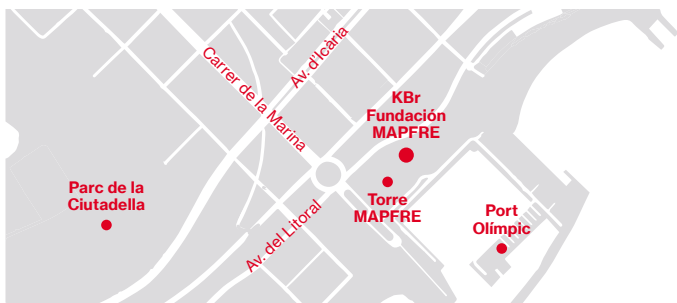 Carrer de la Marina
Av. d'Icària
KBr
Fundación
MAPFRE
Parc de la
Ciutadella
Torre
MAPFRE
Av. del Litoral
Port
Olímpic